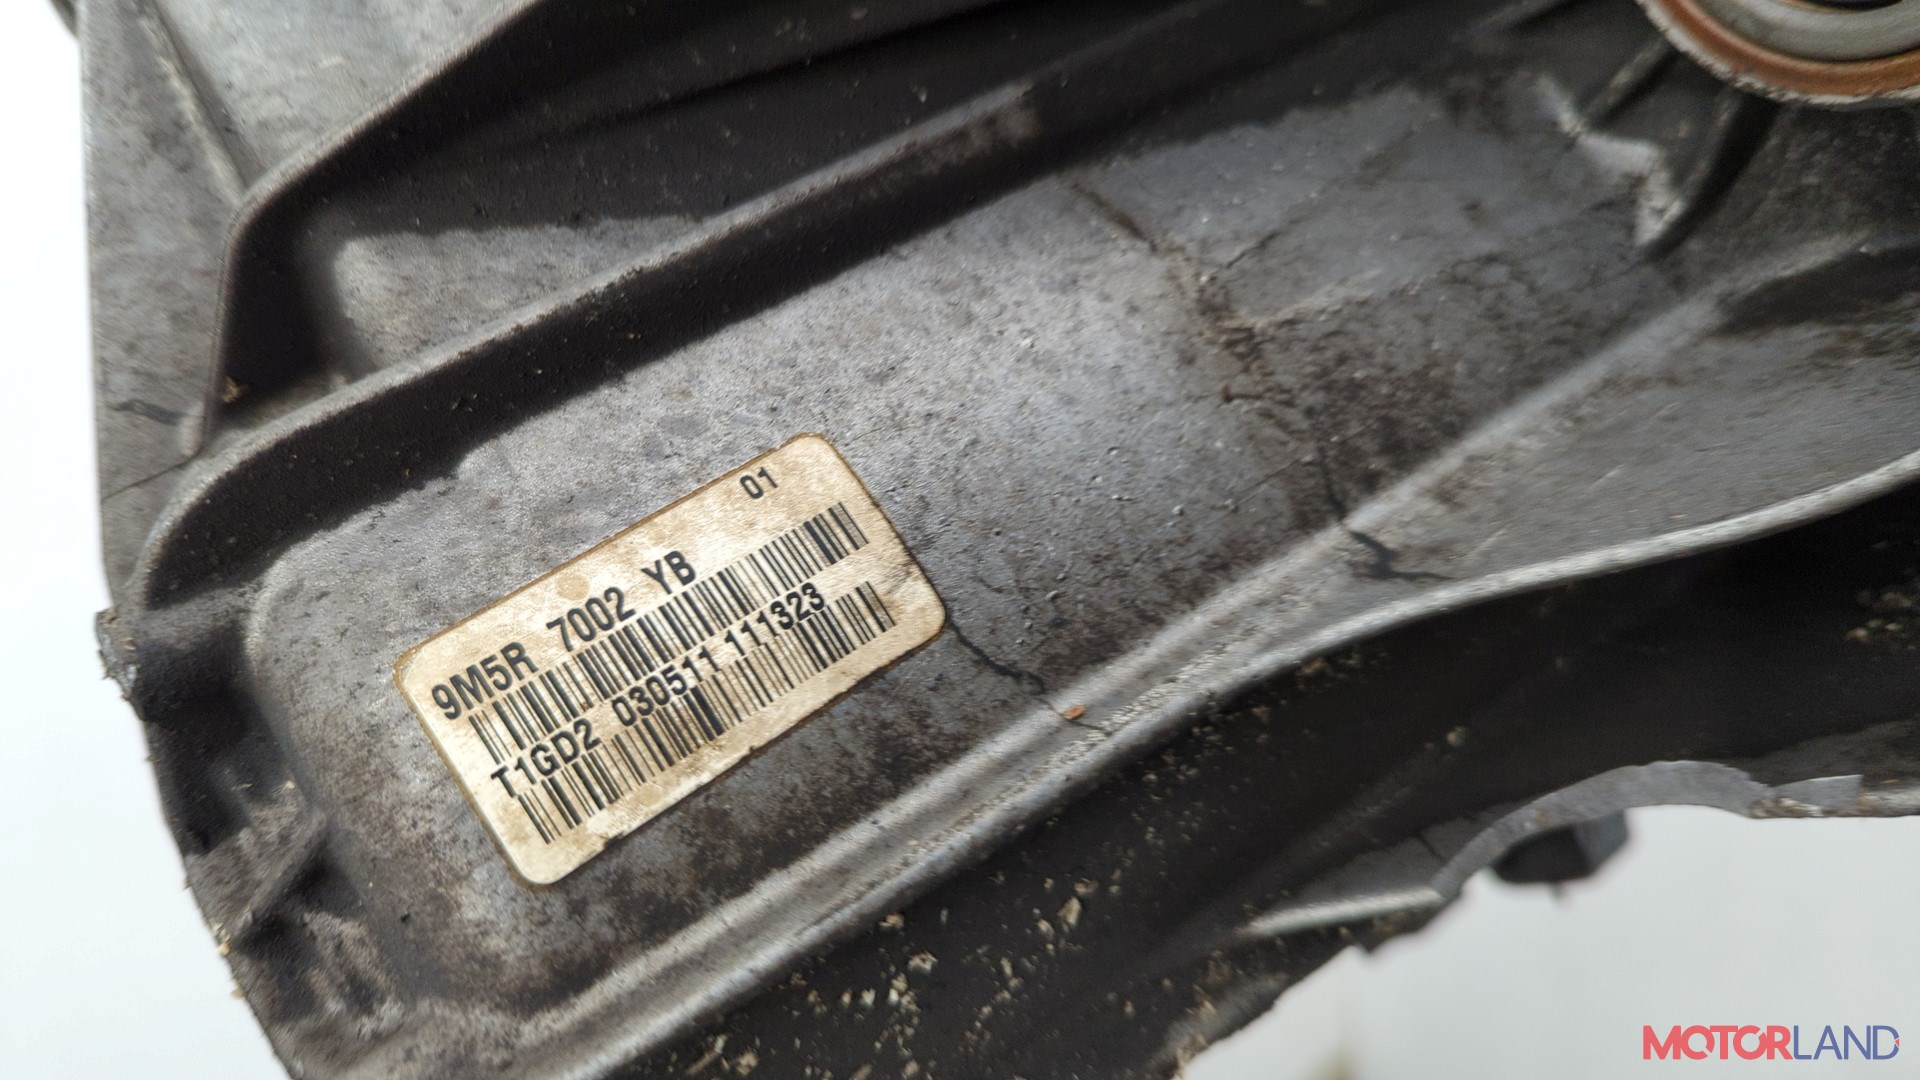 01
9M5R 7002 YB
T1GD2 030511 111323
MOTORLAND